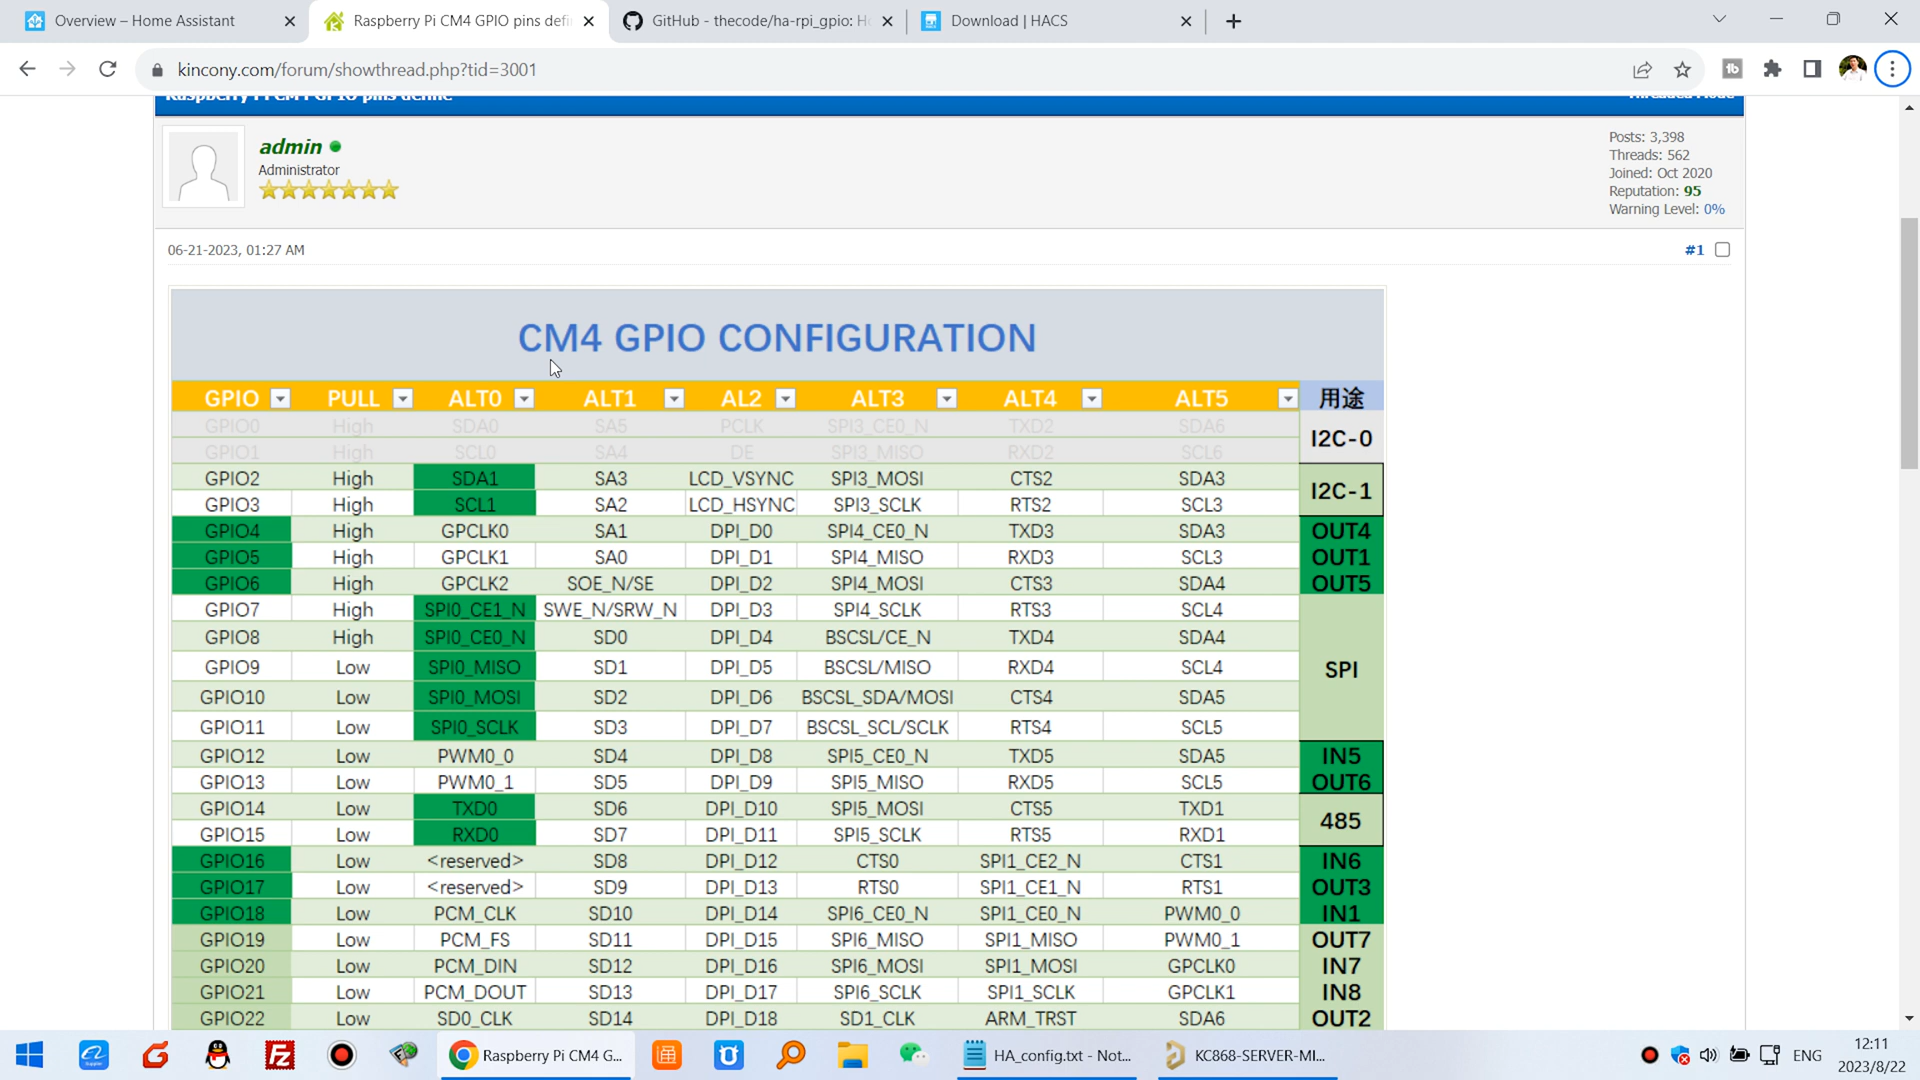 Overview – Home Assistant
Raspberry Pi CM4 GPIO pins defi
GitHub - thecode/ha-rpi_gpio: H
Download | HACS
kincony.com/forum/showthread.php?tid=3001
Raspberry Pi CM4 GPIO pins define
Threaded Mode
admin
Administrator
Posts: 3,398
Threads: 562
Joined: Oct 2020
Reputation: 95
Warning Level: 0%
06-21-2023, 01:27 AM
#1
CM4 GPIO CONFIGURATION
GPIO PULL ALT0 ALT1 AL2 ALT3 ALT4 ALT5 用途
GPIO0 High SDA0 SA5 PCLK SPI3_CE0_N TXD2 SDA6
I2C-0
GPIO1 High SCL0 SA4 DE SPI3_MISO RXD2 SCL6
GPIO2 High SDA1 SA3 LCD_VSYNC SPI3_MOSI CTS2 SDA3
I2C-1
GPIO3 High SCL1 SA2 LCD_HSYNC SPI3_SCLK RTS2 SCL3
GPIO4 High GPCLK0 SA1 DPI_D0 SPI4_CE0_N TXD3 SDA3 OUT4
GPIO5 High GPCLK1 SA0 DPI_D1 SPI4_MISO RXD3 SCL3 OUT1
GPIO6 High GPCLK2 SOE_N/SE DPI_D2 SPI4_MOSI CTS3 SDA4 OUT5
GPIO7 High SPI0_CE1_N SWE_N/SRW_N DPI_D3 SPI4_SCLK RTS3 SCL4
GPIO8 High SPI0_CE0_N SD0 DPI_D4 BSCSL/CE_N TXD4 SDA4
GPIO9 Low SPI0_MISO SD1 DPI_D5 BSCSL/MISO RXD4 SCL4
SPI
GPIO10 Low SPI0_MOSI SD2 DPI_D6 BSCSL_SDA/MOSI CTS4 SDA5
GPIO11 Low SPI0_SCLK SD3 DPI_D7 BSCSL_SCL/SCLK RTS4 SCL5
GPIO12 Low PWM0_0 SD4 DPI_D8 SPI5_CE0_N TXD5 SDA5 IN5
GPIO13 Low PWM0_1 SD5 DPI_D9 SPI5_MISO RXD5 SCL5 OUT6
GPIO14 Low TXD0 SD6 DPI_D10 SPI5_MOSI CTS5 TXD1
485
GPIO15 Low RXD0 SD7 DPI_D11 SPI5_SCLK RTS5 RXD1
GPIO16 Low <reserved> SD8 DPI_D12 CTS0 SPI1_CE2_N CTS1 IN6
GPIO17 Low <reserved> SD9 DPI_D13 RTS0 SPI1_CE1_N RTS1 OUT3
GPIO18 Low PCM_CLK SD10 DPI_D14 SPI6_CE0_N SPI1_CE0_N PWM0_0 IN1
GPIO19 Low PCM_FS SD11 DPI_D15 SPI6_MISO SPI1_MISO PWM0_1 OUT7
GPIO20 Low PCM_DIN SD12 DPI_D16 SPI6_MOSI SPI1_MOSI GPCLK0 IN7
GPIO21 Low PCM_DOUT SD13 DPI_D17 SPI6_SCLK SPI1_SCLK GPCLK1 IN8
GPIO22 Low SD0_CLK SD14 DPI_D18 SD1_CLK ARM_TRST SDA6 OUT2
Raspberry Pi CM4 G...
HA_config.txt - Not...
KC868-SERVER-MI...
ENG
12:11
2023/8/22